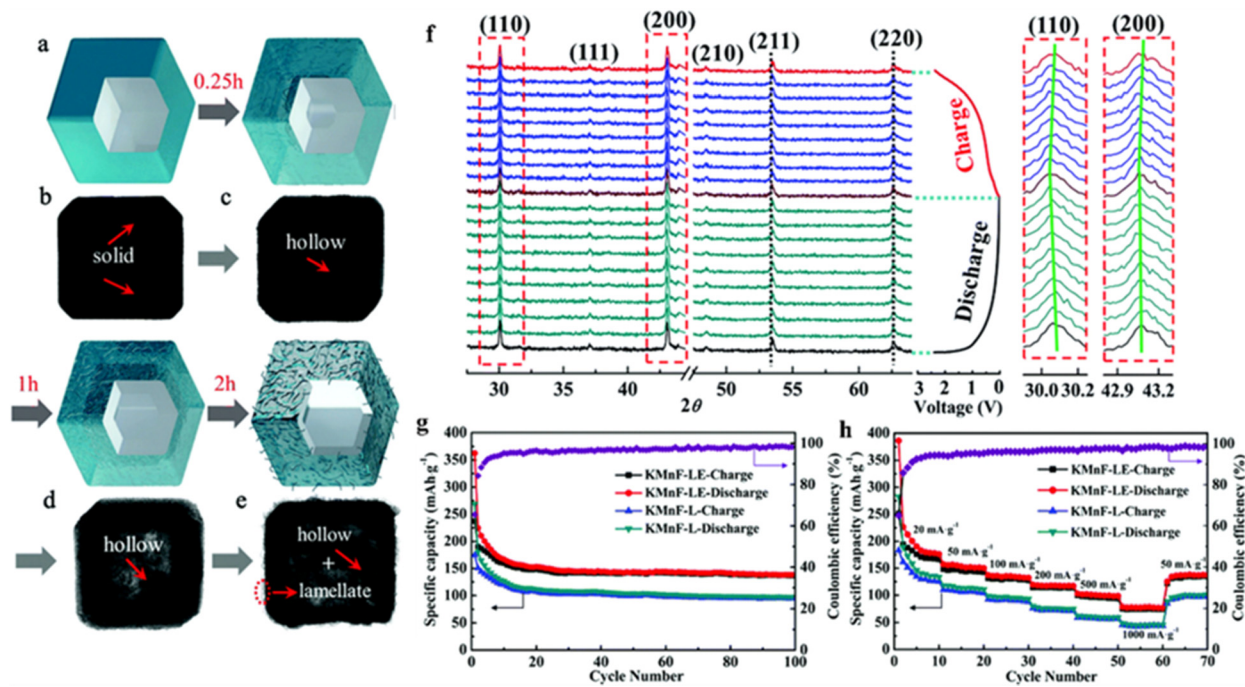 a
0.25h
b
solid
c
hollow
1h
2h
d
hollow
e
hollow
+
lamellate
f
(110)
(111)
(200)
(210)
(211)
(220)
Charge
Discharge
30 35 40 50 55 60
2θ
3 2 1 0
Voltage (V)
(110)
(200)
30.0 30.2
42.9 43.2
g
Specific capacity (mAh g⁻¹)
400
350
300
250
200
150
100
50
0
KMnF-LE-Charge
KMnF-LE-Discharge
KMnF-L-Charge
KMnF-L-Discharge
0 20 40 60 80 100
Cycle Number
100
80
60
40
20
0
Coulombic efficiency (%)
h
Specific capacity (mAh g⁻¹)
400
350
300
250
200
150
100
50
0
KMnF-LE-Charge
KMnF-LE-Discharge
KMnF-L-Charge
KMnF-L-Discharge
20 mA·g⁻¹
50 mA·g⁻¹
100 mA·g⁻¹
200 mA·g⁻¹
500 mA·g⁻¹
1000 mA·g⁻¹
50 mA·g⁻¹
0 10 20 30 40 50 60 70
Cycle Number
100
80
60
40
20
0
Coulombic efficiency (%)